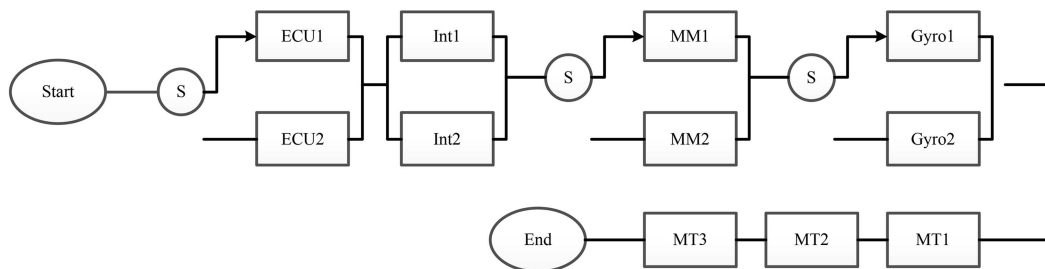 Start
S
ECU1
ECU2
Int1
Int2
S
MM1
MM2
S
Gyro1
Gyro2
End
MT3
MT2
MT1